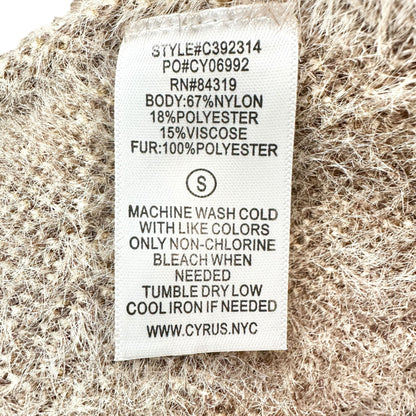 STYLE#C392314
PO#CY06992
RN#84319
BODY:67%NYLON
18%POLYESTER
15%VISCOSE
FUR:100%POLYESTER
S
MACHINE WASH COLD
WITH LIKE COLORS
ONLY NON-CHLORINE
BLEACH WHEN
NEEDED
TUMBLE DRY LOW
COOL IRON IF NEEDED
WWW.CYRUS.NYC